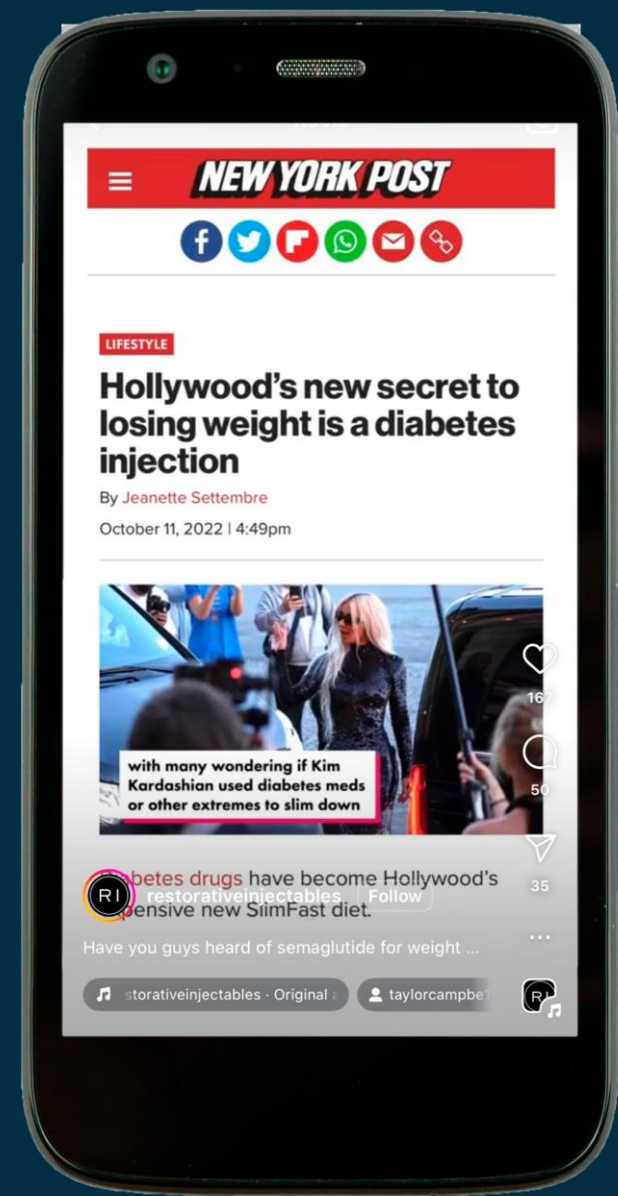 NEW YORK POST
LIFESTYLE
Hollywood's new secret to
losing weight is a diabetes
injection
By Jeanette Settembre
October 11, 2022 | 4:49pm
with many wondering if Kim
Kardashian used diabetes meds
or other extremes to slim down
167
50
35
betes drugs have become Hollywood's
pensive new SlimFast diet.
RI restorativeinjectables Follow
Have you guys heard of semaglutide for weight ...
storativeinjectables · Original
taylorcampbe